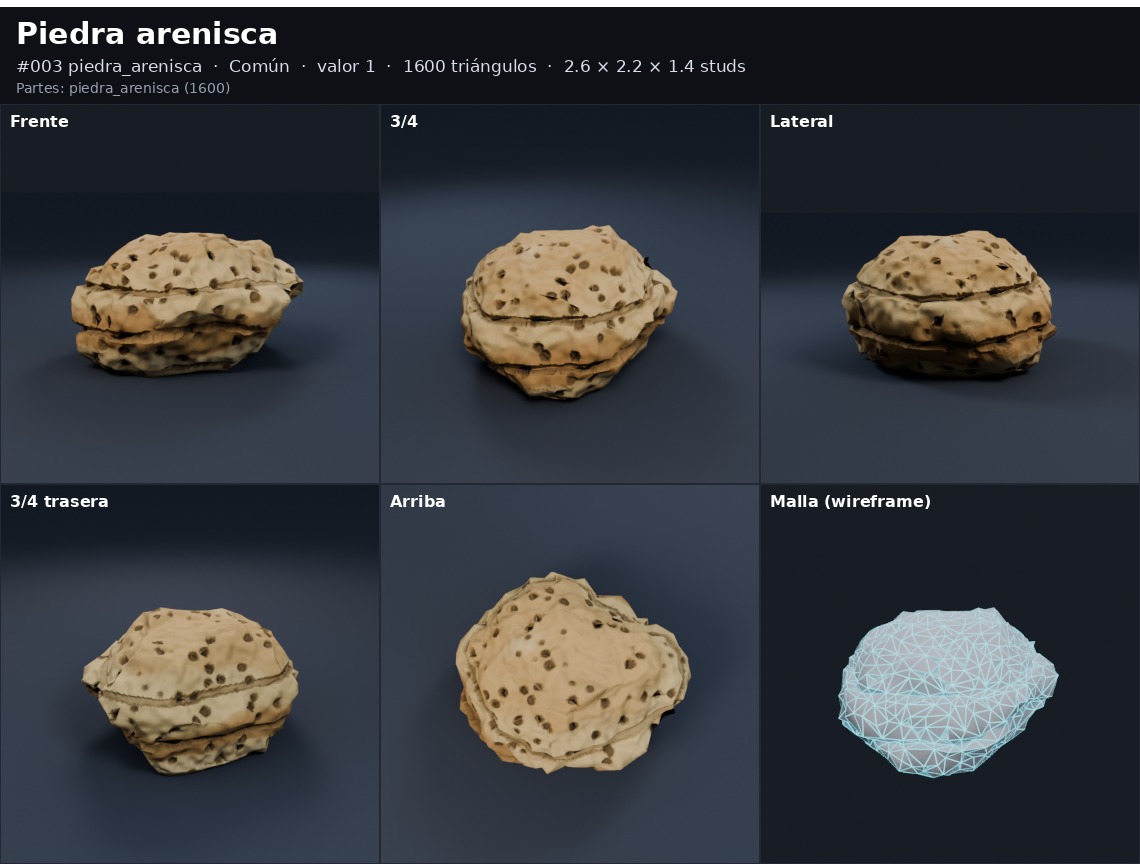 Piedra arenisca
#003 piedra_arenisca · Común · valor 1 · 1600 triángulos · 2.6 × 2.2 × 1.4 studs
Partes: piedra_arenisca (1600)
Frente
3/4
Lateral
3/4 trasera
Arriba
Malla (wireframe)